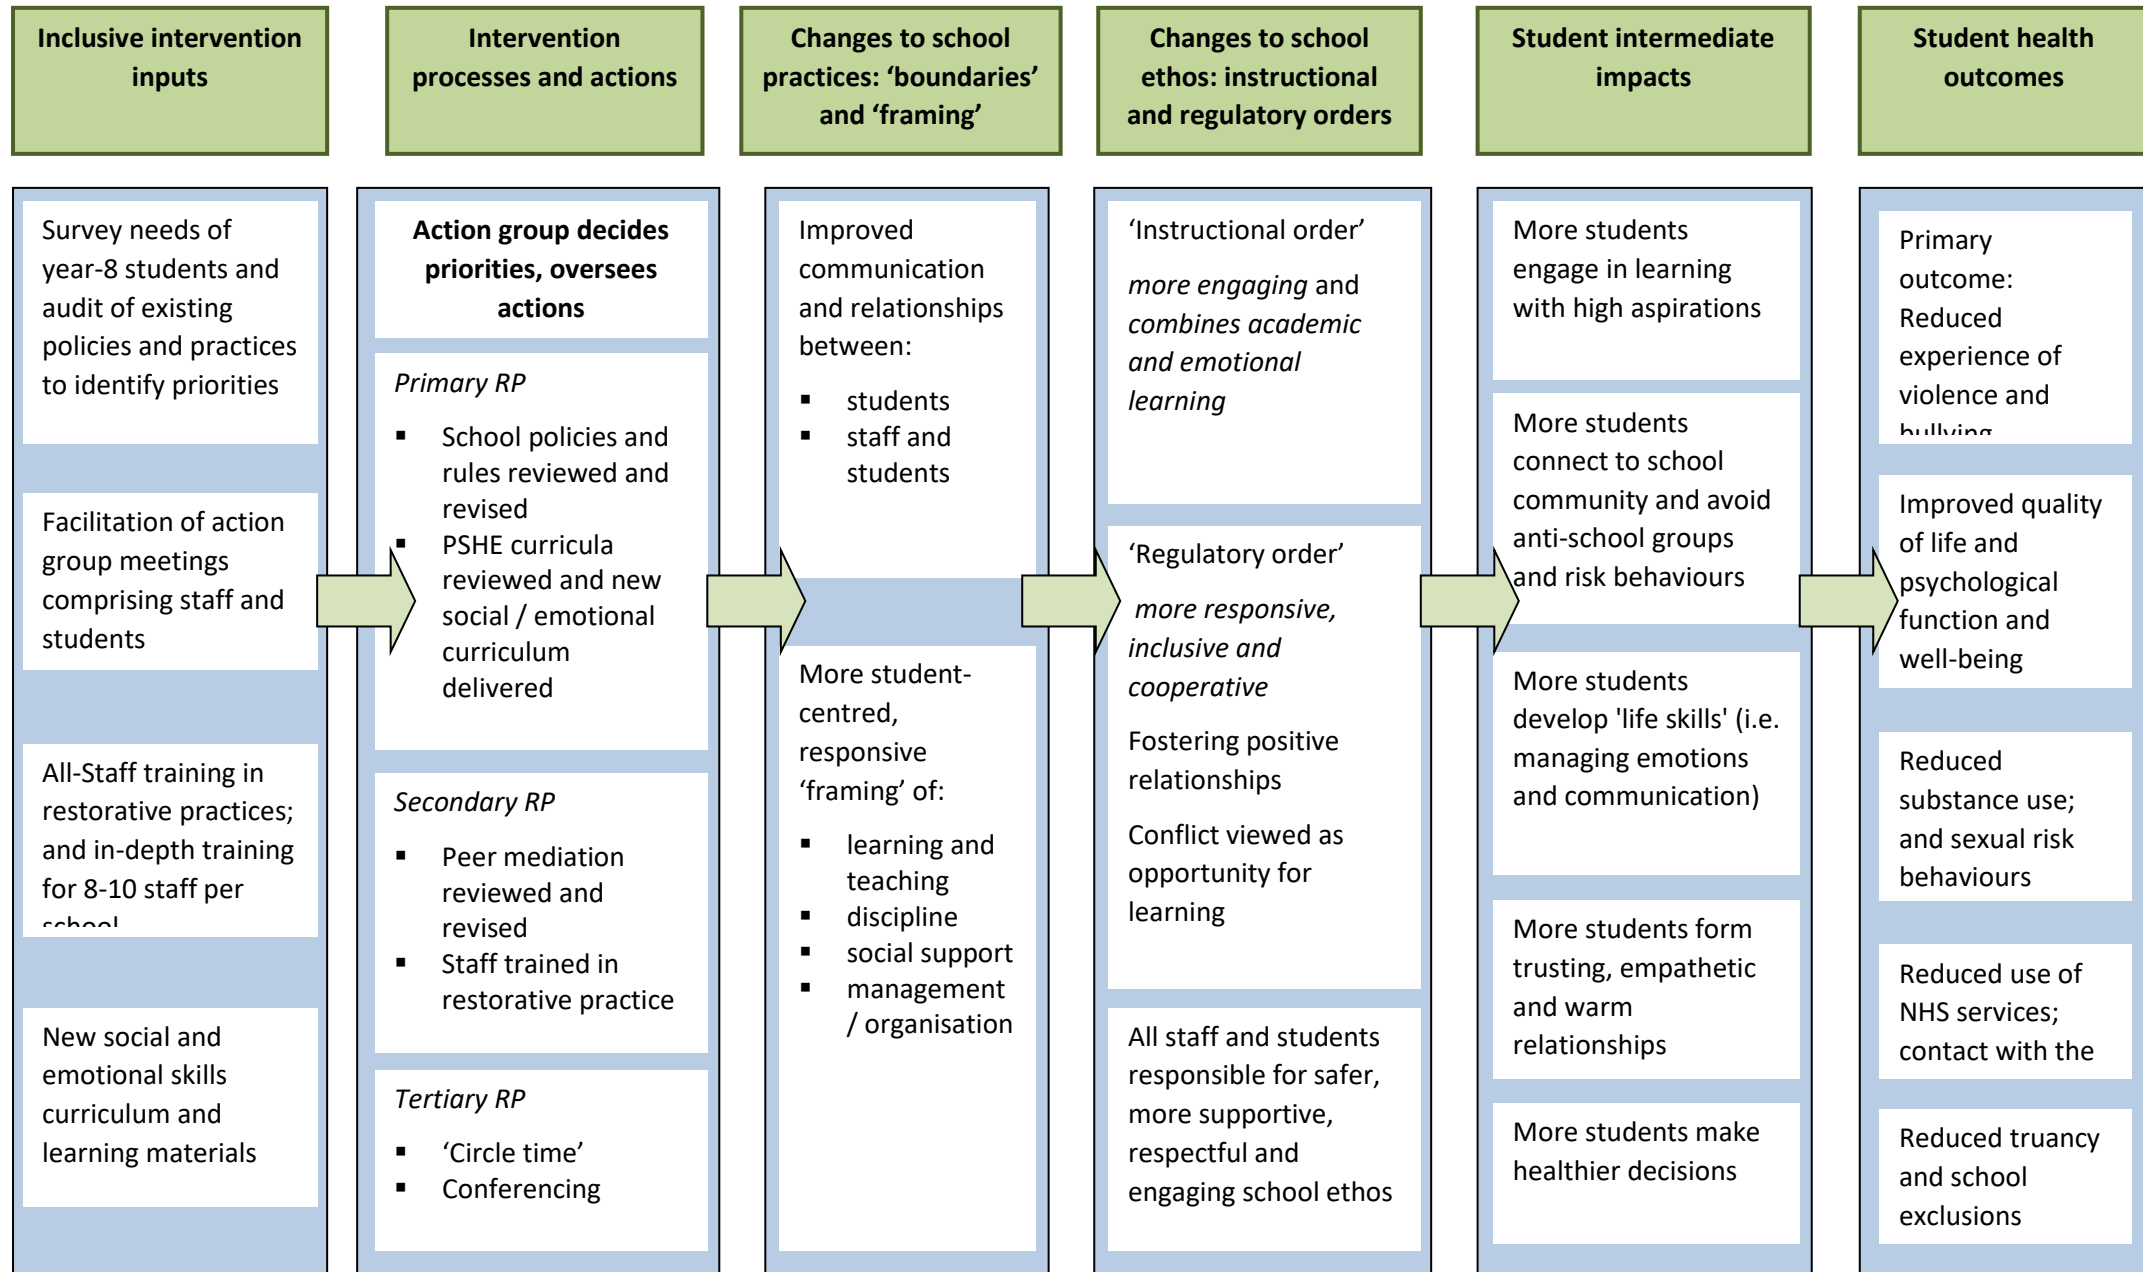 Inclusive intervention
inputs
Intervention
processes and actions
Changes to school
practices: ‘boundaries’
and ‘framing’
Changes to school
ethos: instructional
and regulatory orders
Student intermediate
impacts
Student health
outcomes
Survey needs of
year-8 students and
audit of existing
policies and practices
to identify priorities
Facilitation of action
group meetings
comprising staff and
students
All-Staff training in
restorative practices;
and in-depth training
for 8-10 staff per
school
New social and
emotional skills
curriculum and
learning materials
Action group decides
priorities, oversees
actions
Primary RP
▪ School policies and
rules reviewed and
revised
▪ PSHE curricula
reviewed and new
social / emotional
curriculum
delivered
Secondary RP
▪ Peer mediation
reviewed and
revised
▪ Staff trained in
restorative practice
Tertiary RP
▪ ‘Circle time’
▪ Conferencing
Improved
communication
and relationships
between:
▪ students
▪ staff and
students
More student-
centred,
responsive
‘framing’ of:
▪ learning and
teaching
▪ discipline
▪ social support
▪ management
/ organisation
‘Instructional order’
more engaging and
combines academic
and emotional
learning
‘Regulatory order’
more responsive,
inclusive and
cooperative
Fostering positive
relationships
Conflict viewed as
opportunity for
learning
All staff and students
responsible for safer,
more supportive,
respectful and
engaging school ethos
More students
engage in learning
with high aspirations
More students
connect to school
community and avoid
anti-school groups
and risk behaviours
More students
develop 'life skills' (i.e.
managing emotions
and communication)
More students form
trusting, empathetic
and warm
relationships
More students make
healthier decisions
Primary
outcome:
Reduced
experience of
violence and
bullying
Improved quality
of life and
psychological
function and
well-being
Reduced
substance use;
and sexual risk
behaviours
Reduced use of
NHS services;
contact with the
Reduced truancy
and school
exclusions